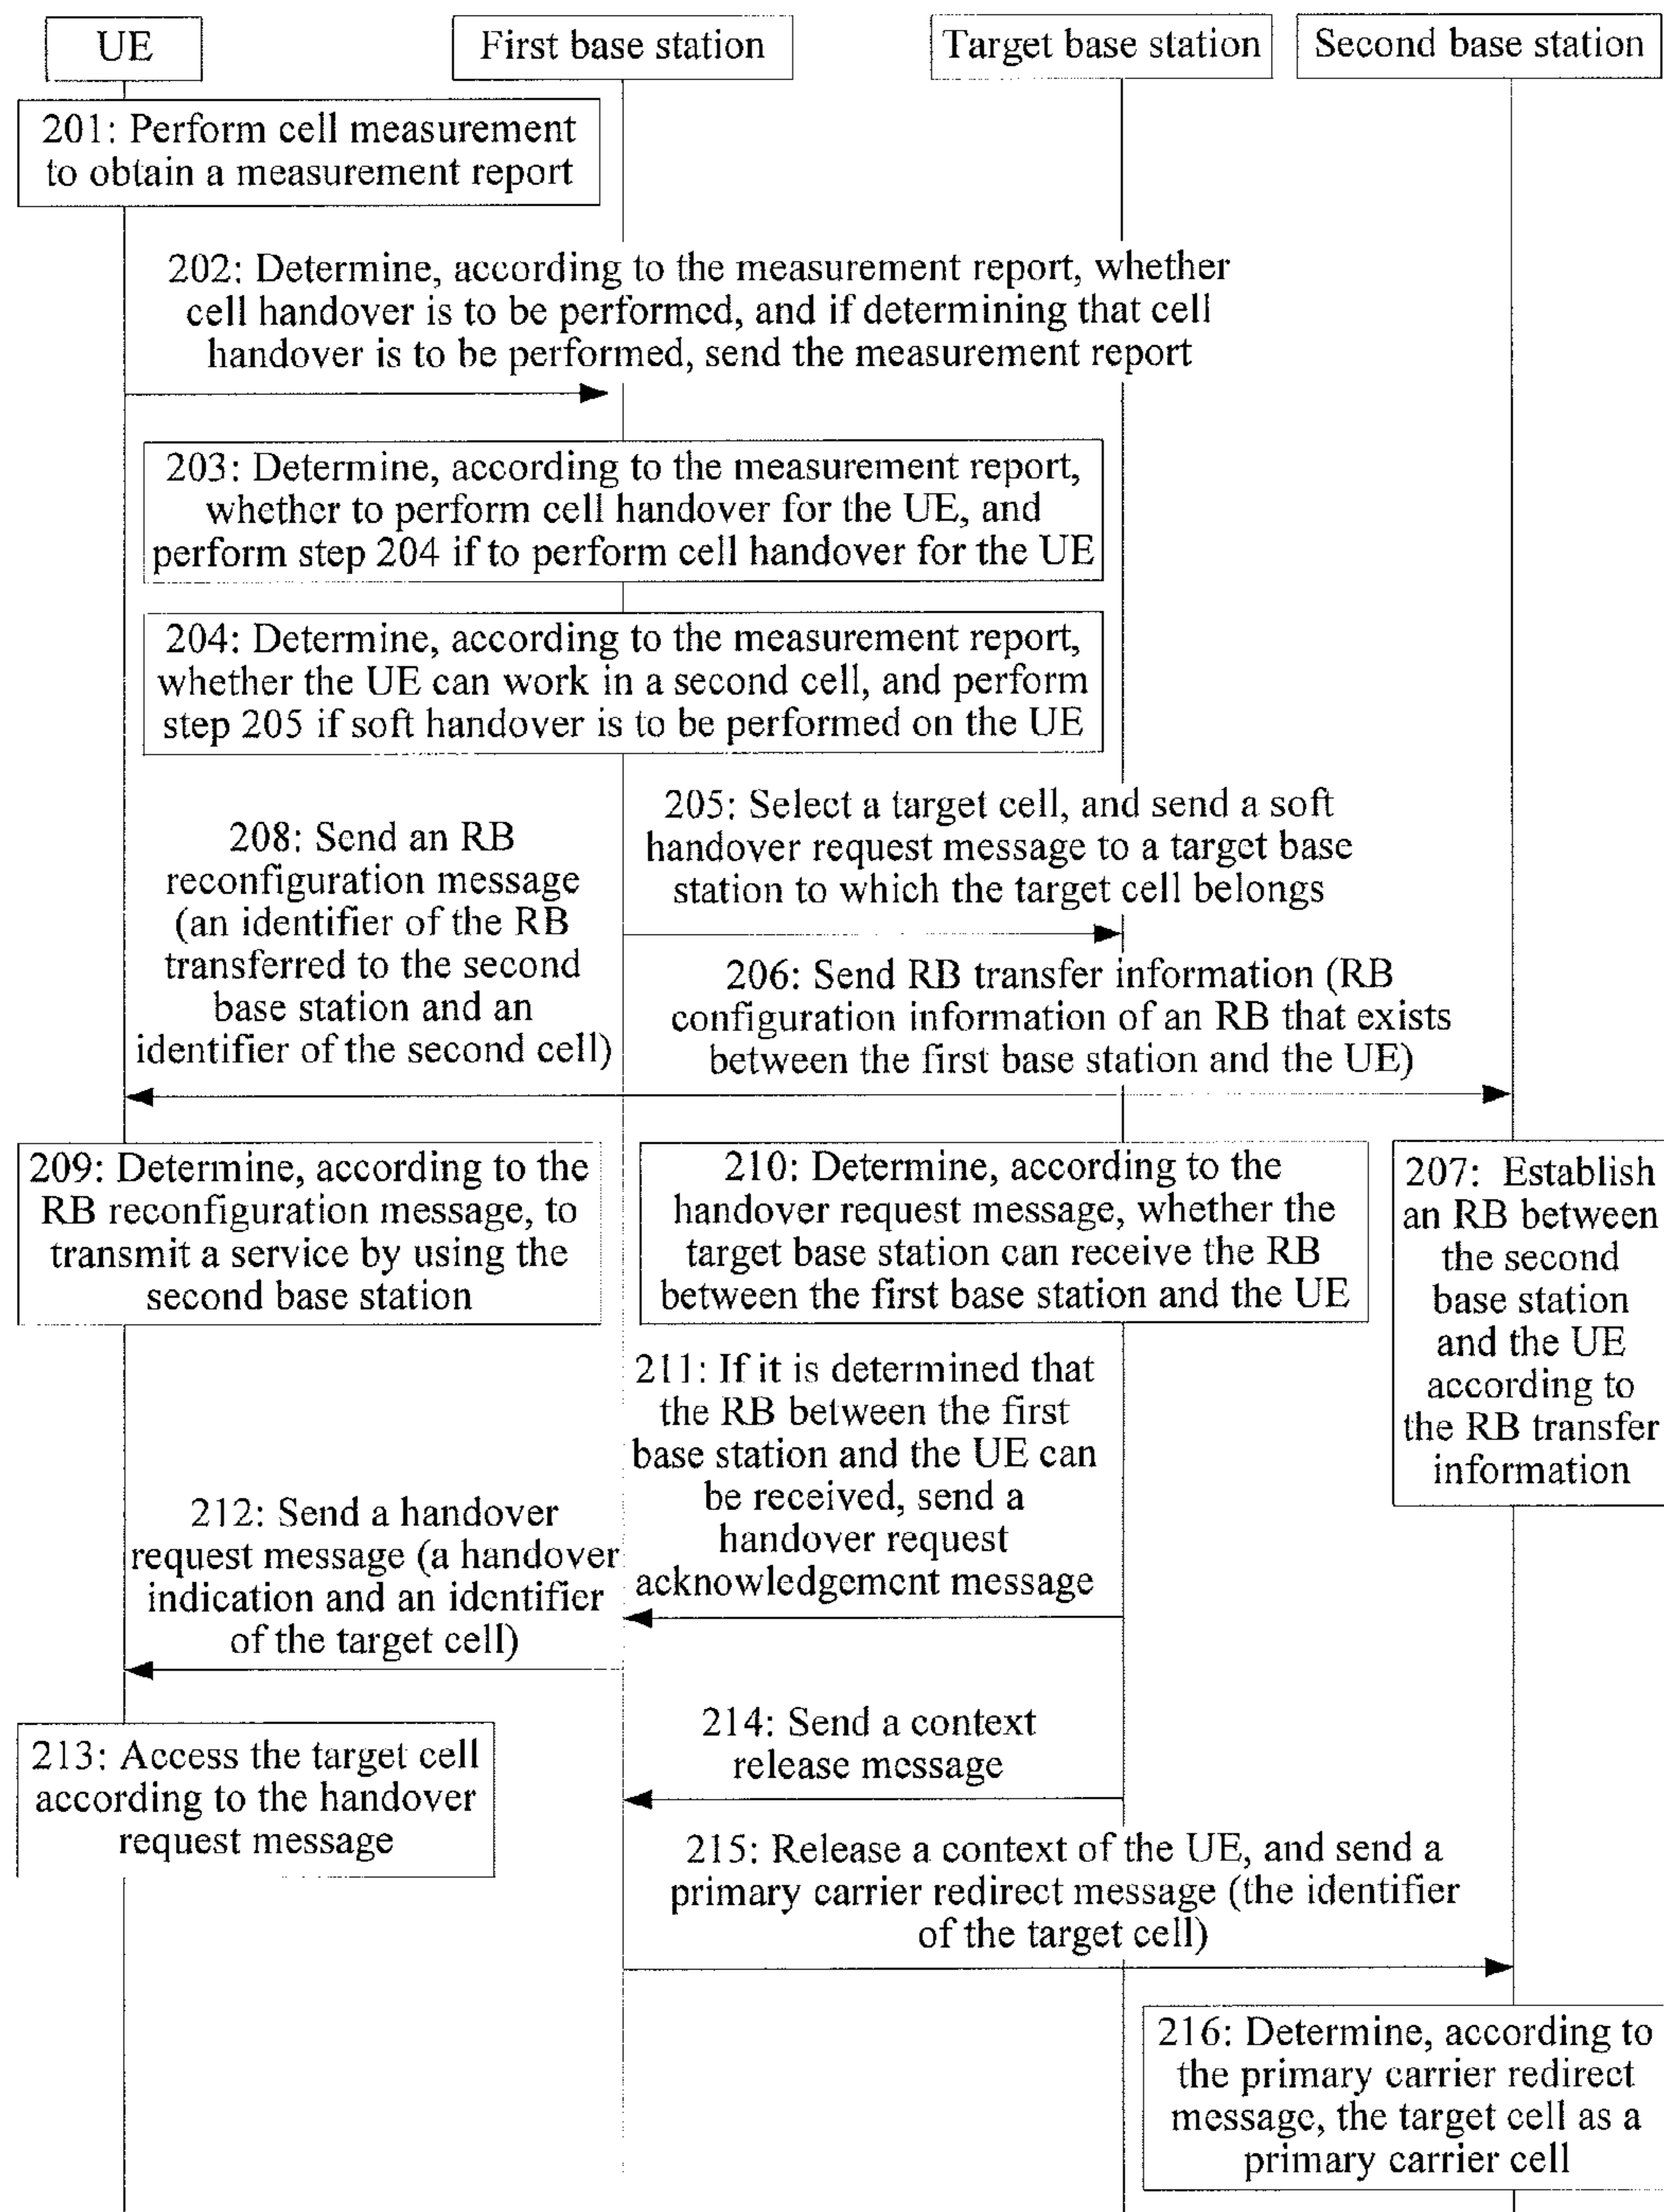 UE
First base station
Target base station
Second base station
201: Perform cell measurement
to obtain a measurement report
202: Determine, according to the measurement report, whether
cell handover is to be performed, and if determining that cell
handover is to be performed, send the measurement report
203: Determine, according to the measurement report,
whether to perform cell handover for the UE, and
perform step 204 if to perform cell handover for the UE
204: Determine, according to the measurement report,
whether the UE can work in a second cell, and perform
step 205 if soft handover is to be performed on the UE
205: Select a target cell, and send a soft
handover request message to a target base
station to which the target cell belongs
208: Send an RB
reconfiguration message
(an identifier of the RB
transferred to the second
base station and an
identifier of the second cell)
206: Send RB transfer information (RB
configuration information of an RB that exists
between the first base station and the UE)
209: Determine, according to the
RB reconfiguration message, to
transmit a service by using the
second base station
210: Determine, according to the
handover request message, whether the
target base station can receive the RB
between the first base station and the UE
207: Establish
an RB between
the second
base station
and the UE
according to
the RB transfer
information
211: If it is determined that
the RB between the first
base station and the UE can
be received, send a
handover request
acknowledgement message
212: Send a handover
request message (a handover
indication and an identifier
of the target cell)
213: Access the target cell
according to the handover
request message
214: Send a context
release message
215: Release a context of the UE, and send a
primary carrier redirect message (the identifier
of the target cell)
216: Determine, according to
the primary carrier redirect
message, the target cell as a
primary carrier cell